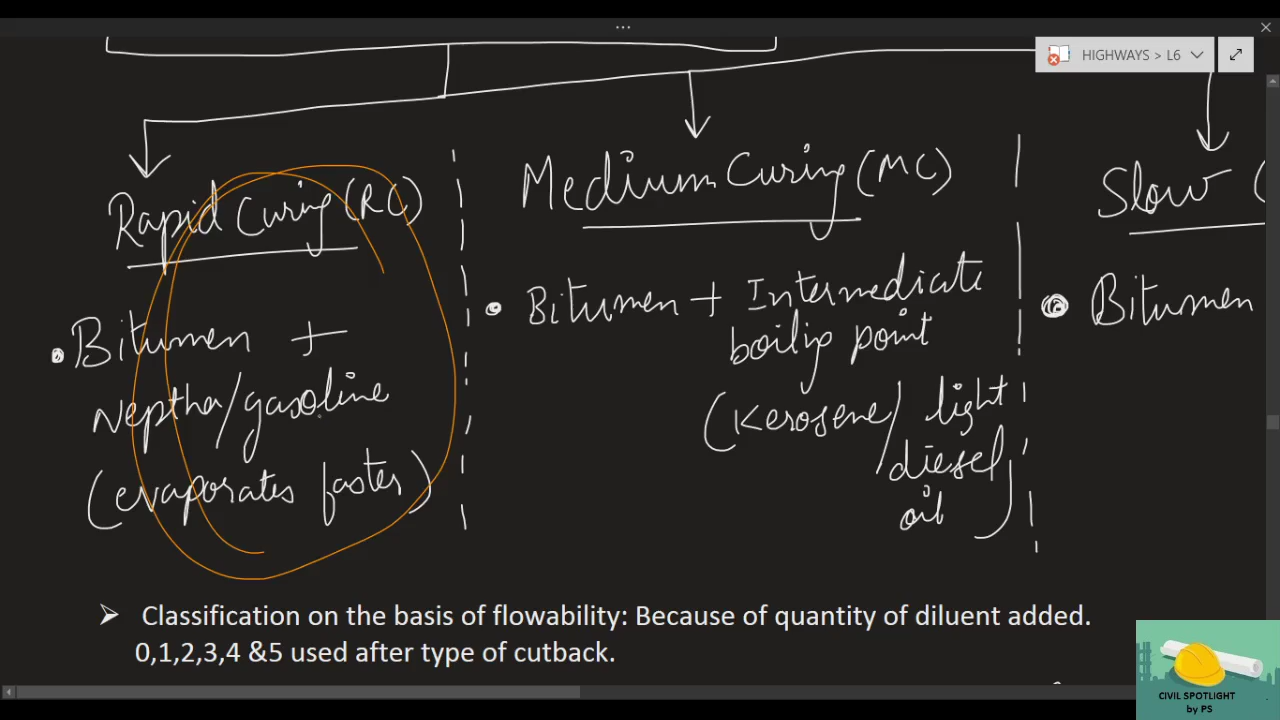 HIGHWAYS > L6
Rapid Curing (RC)
• Bitumen +
Neptha/gasoline
(evaporates faster)
Medium Curing (MC)
• Bitumen + Intermediate
boiling point
(Kerosene/ light
diesel
oil)
Slow (
• Bitumen
➢ Classification on the basis of flowability: Because of quantity of diluent added.
0,1,2,3,4 &5 used after type of cutback.
CIVIL SPOTLIGHT
by PS